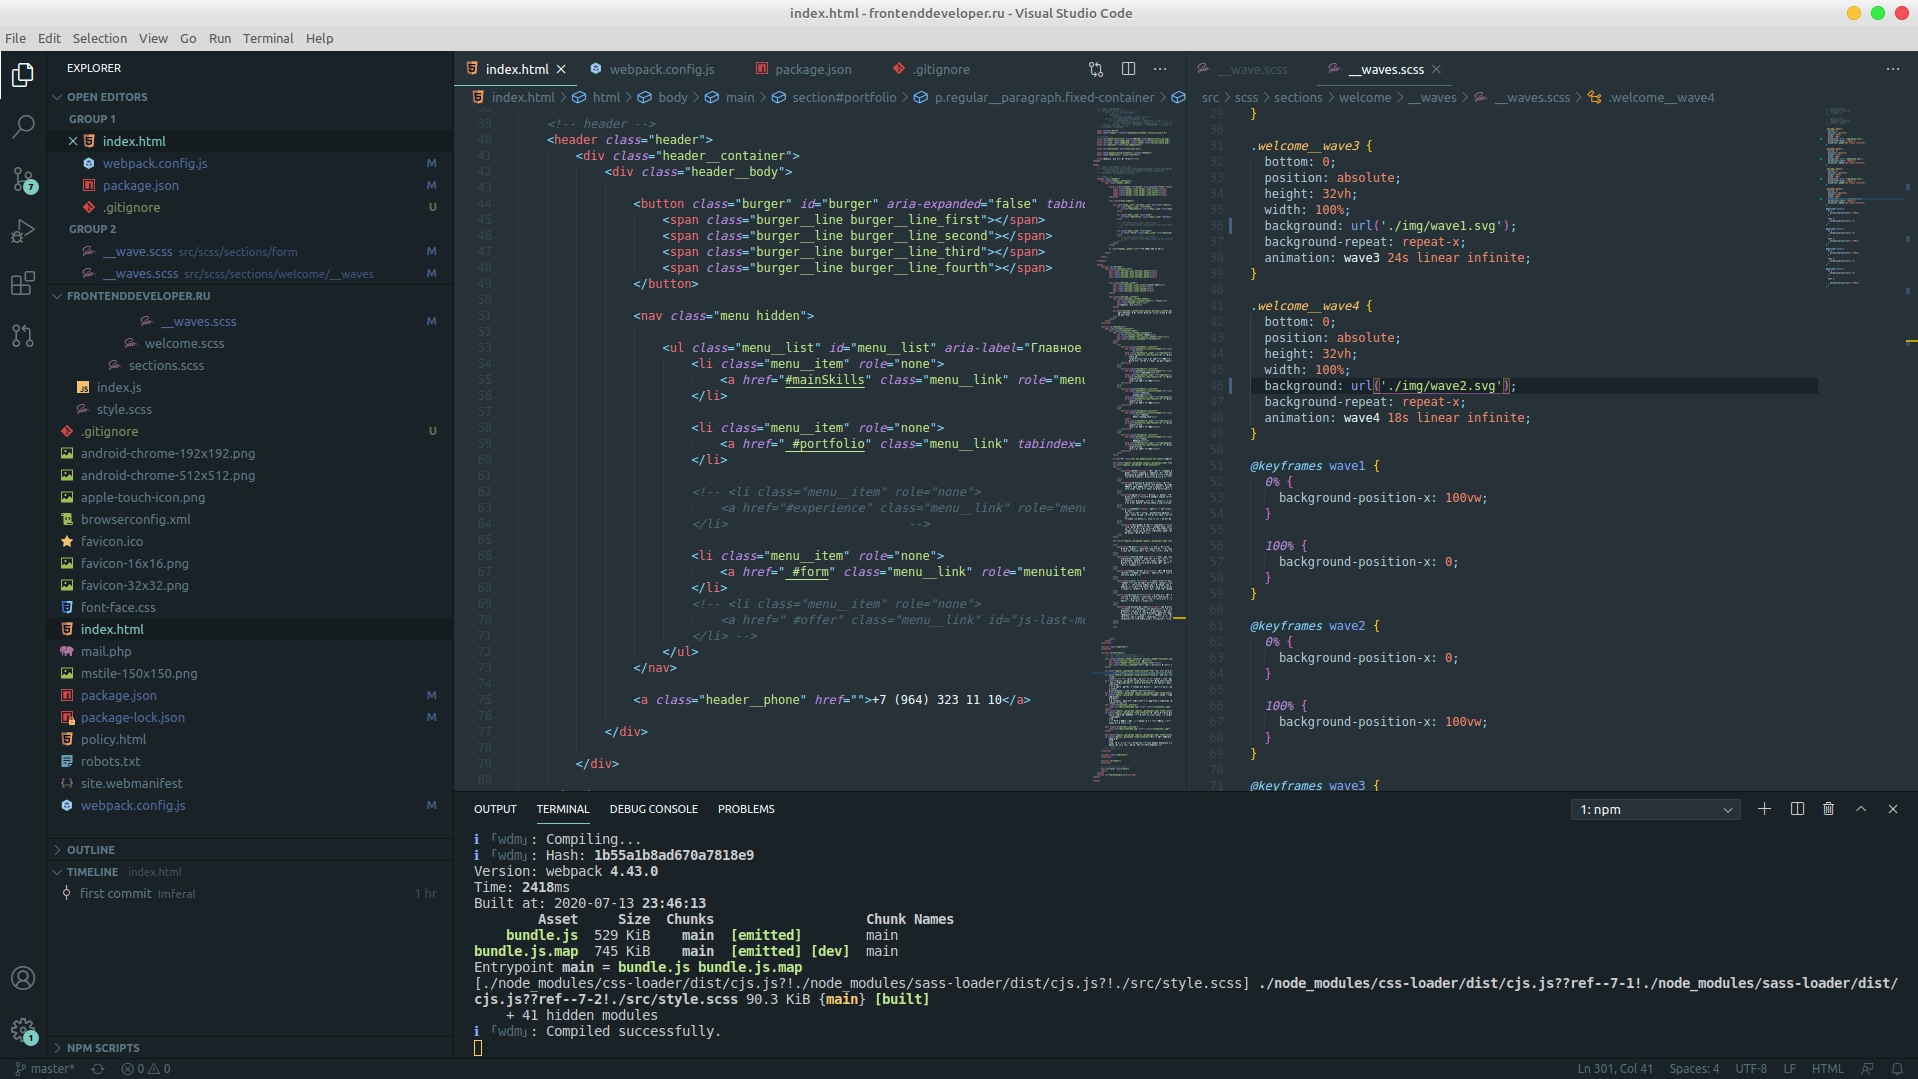 index.html - frontenddeveloper.ru - Visual Studio Code
File Edit Selection View Go Run Terminal Help
EXPLORER
OPEN EDITORS
GROUP 1
index.html
webpack.config.js M
package.json M
.gitignore U
GROUP 2
__wave.scss src/scss/sections/form M
__waves.scss src/scss/sections/welcome/__waves M
FRONTENDDEVELOPER.RU
__waves.scss M
welcome.scss
sections.scss
index.js
style.scss
.gitignore U
android-chrome-192x192.png
android-chrome-512x512.png
apple-touch-icon.png
browserconfig.xml
favicon.ico
favicon-16x16.png
favicon-32x32.png
font-face.css
index.html
mail.php
mstile-150x150.png
package.json M
package-lock.json M
policy.html
robots.txt
site.webmanifest
webpack.config.js M
OUTLINE
TIMELINE index.html
first commit Imferal 1 hr
NPM SCRIPTS
7
1
index.html webpack.config.js package.json .gitignore
index.html > html > body > main > section#portfolio > p.regular__paragraph.fixed-container >
39 <!-- header -->
40 <header class="header">
41 <div class="header__container">
42 <div class="header__body">
43
44 <button class="burger" id="burger" aria-expanded="false" tabind
45 <span class="burger__line burger__line_first"></span>
46 <span class="burger__line burger__line_second"></span>
47 <span class="burger__line burger__line_third"></span>
48 <span class="burger__line burger__line_fourth"></span>
49 </button>
50
51 <nav class="menu hidden">
52
53 <ul class="menu__list" id="menu__list" aria-label="Главное
54 <li class="menu__item" role="none">
55 <a href="#mainSkills" class="menu__link" role="menu
56 </li>
57
58 <li class="menu__item" role="none">
59 <a href=" #portfolio" class="menu__link" tabindex="
60 </li>
61
62 <!-- <li class="menu__item" role="none">
63 <a href="#experience" class="menu__link" role="menu
64 </li> -->
65
66 <li class="menu__item" role="none">
67 <a href=" #form" class="menu__link" role="menuitem"
68 </li>
69 <!-- <li class="menu__item" role="none">
70 <a href=" #offer" class="menu__link" id="js-last-me
71 </li> -->
72 </ul>
73 </nav>
74
75 <a class="header__phone" href="">+7 (964) 323 11 10</a>
76
77 </div>
78
79 </div>
80
__wave.scss __waves.scss
src > scss > sections > welcome > __waves > __waves.scss > .welcome__wave4
29 }
30
31 .welcome__wave3 {
32 bottom: 0;
33 position: absolute;
34 height: 32vh;
35 width: 100%;
36 background: url('./img/wave1.svg');
37 background-repeat: repeat-x;
38 animation: wave3 24s linear infinite;
39 }
40
41 .welcome__wave4 {
42 bottom: 0;
43 position: absolute;
44 height: 32vh;
45 width: 100%;
46 background: url('./img/wave2.svg');
47 background-repeat: repeat-x;
48 animation: wave4 18s linear infinite;
49 }
50
51 @keyframes wave1 {
52 0% {
53 background-position-x: 100vw;
54 }
55
56 100% {
57 background-position-x: 0;
58 }
59 }
60
61 @keyframes wave2 {
62 0% {
63 background-position-x: 0;
64 }
65
66 100% {
67 background-position-x: 100vw;
68 }
69 }
70
71 @keyframes wave3 {
OUTPUT TERMINAL DEBUG CONSOLE PROBLEMS 1: npm
ℹ ｢wdm｣: Compiling...
ℹ ｢wdm｣: Hash: 1b55a1b8ad670a7818e9
Version: webpack 4.43.0
Time: 2418ms
Built at: 2020-07-13 23:46:13
Asset Size Chunks Chunk Names
bundle.js 529 KiB main [emitted] main
bundle.js.map 745 KiB main [emitted] [dev] main
Entrypoint main = bundle.js bundle.js.map
[./node_modules/css-loader/dist/cjs.js?!./node_modules/sass-loader/dist/cjs.js?!./src/style.scss] ./node_modules/css-loader/dist/cjs.js??ref--7-1!./node_modules/sass-loader/dist/
cjs.js??ref--7-2!./src/style.scss 90.3 KiB {main} [built]
+ 41 hidden modules
ℹ ｢wdm｣: Compiled successfully.
master* 0 0 Ln 301, Col 41 Spaces: 4 UTF-8 LF HTML